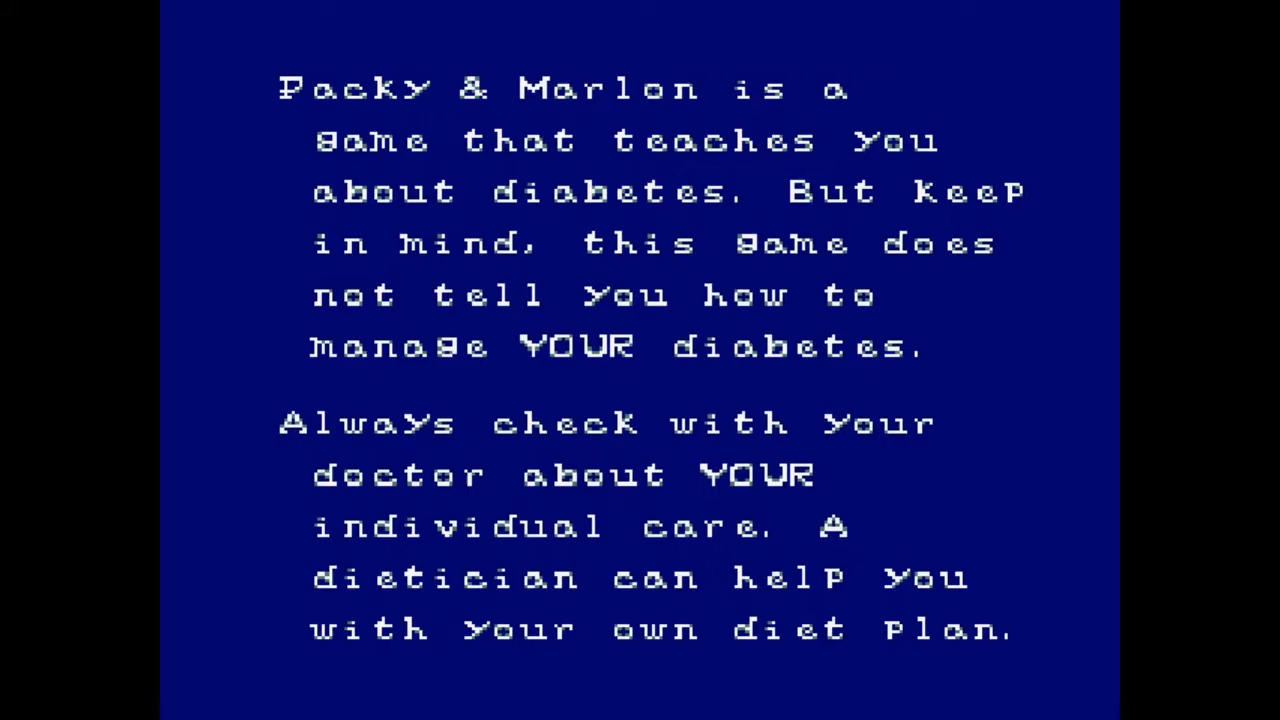 Packy & Marlon is a
game that teaches you
about diabetes. But keep
in mind, this game does
not tell you how to
manage YOUR diabetes.
Always check with your
doctor about YOUR
individual care. A
dietician can help you
with your own diet plan.